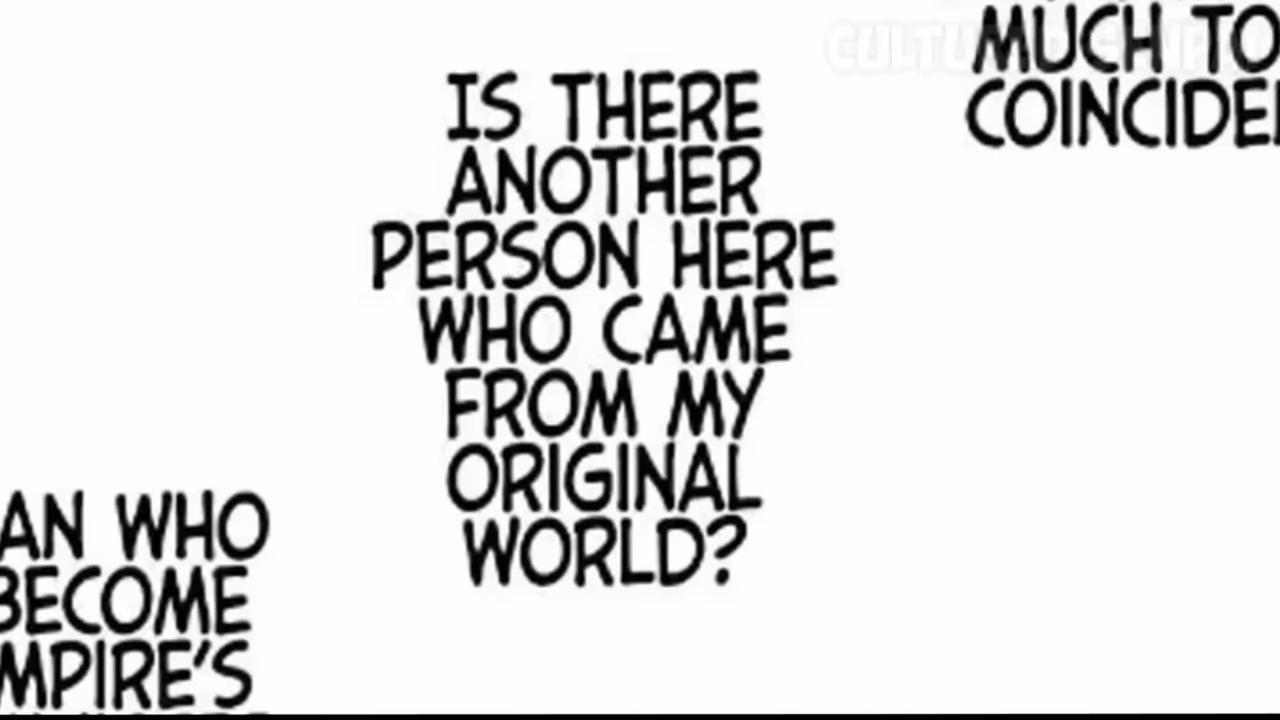 MUCH TO
IS THERE
ANOTHER
PERSON HERE
WHO CAME
FROM MY
ORIGINAL
WORLD?
AN WHO
BECOME
MPIRE'S